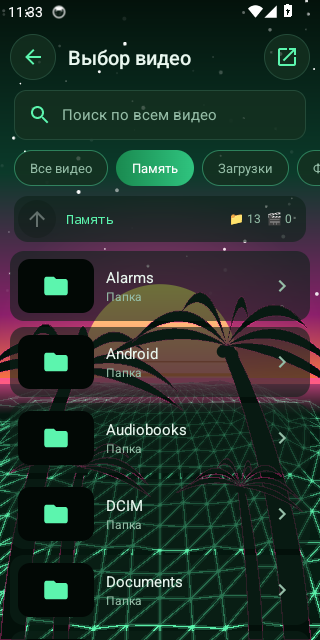 11:33
Выбор видео
Поиск по всем видео
Все видео
Память
Загрузки
Память
13
0
Alarms
Папка
Android
Папка
Audiobooks
Папка
DCIM
Папка
Documents
Папка